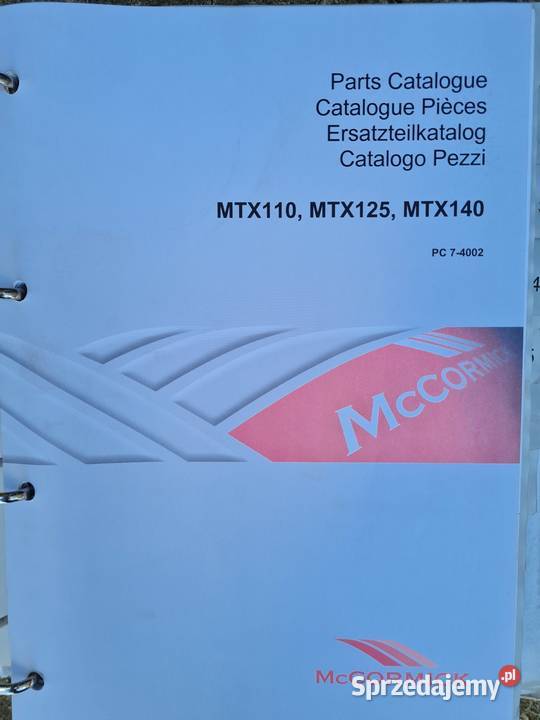 Parts Catalogue
Catalogue Pièces
Ersatzteilkatalog
Catalogo Pezzi
MTX110, MTX125, MTX140
PC 7-4002
MCCORMICK
MCCORMICK
Sprzedajemy.pl